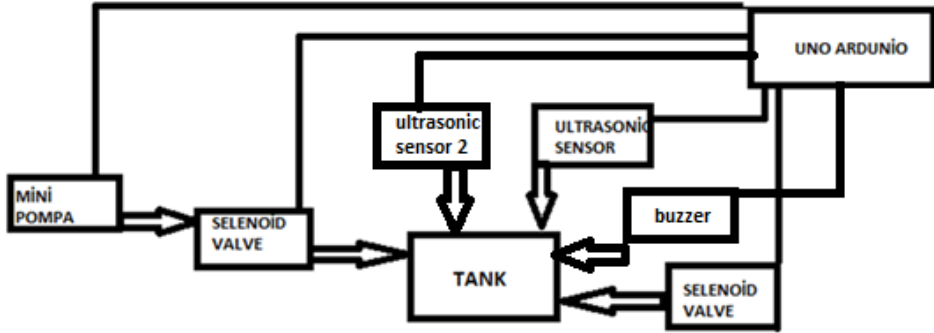 UNO ARDUNİO
ultrasonic
sensor 2
ULTRASONIC
SENSOR
MİNİ
POMPA
SELENOİD
VALVE
buzzer
TANK
SELENOİD
VALVE